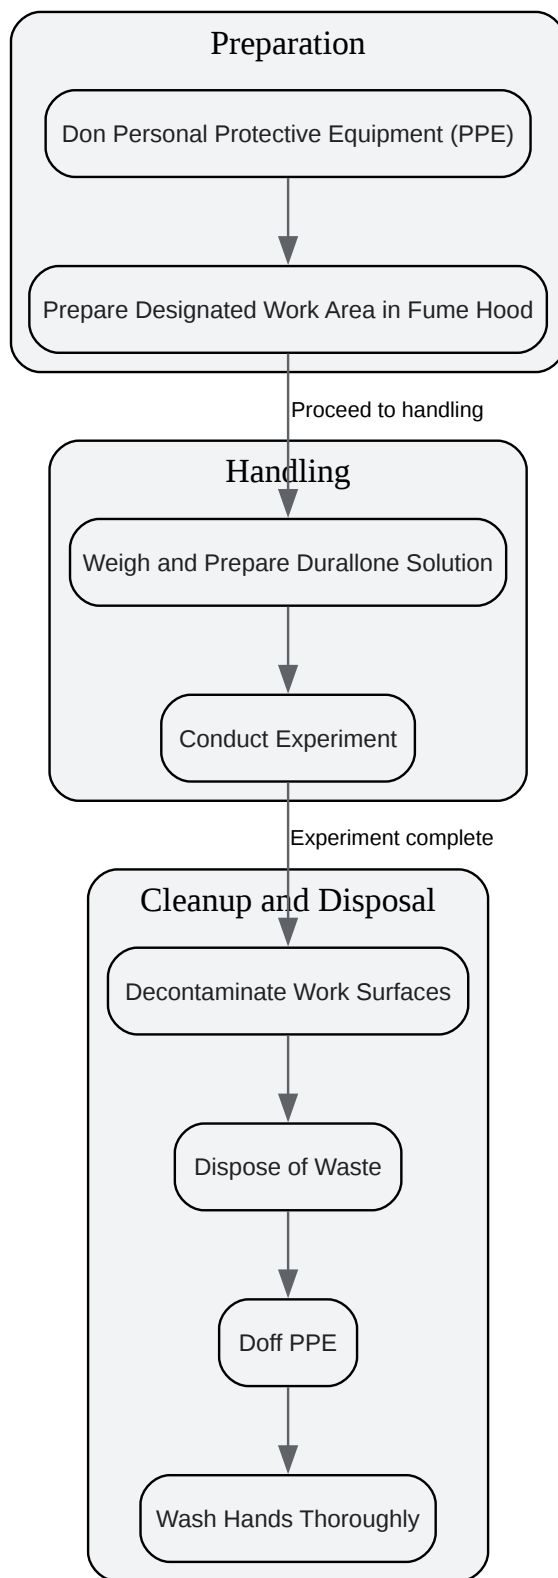 Preparation
Don Personal Protective Equipment (PPE)
Prepare Designated Work Area in Fume Hood
Proceed to handling
Handling
Weigh and Prepare Durallone Solution
Conduct Experiment
Experiment complete
Cleanup and Disposal
Decontaminate Work Surfaces
Dispose of Waste
Doff PPE
Wash Hands Thoroughly